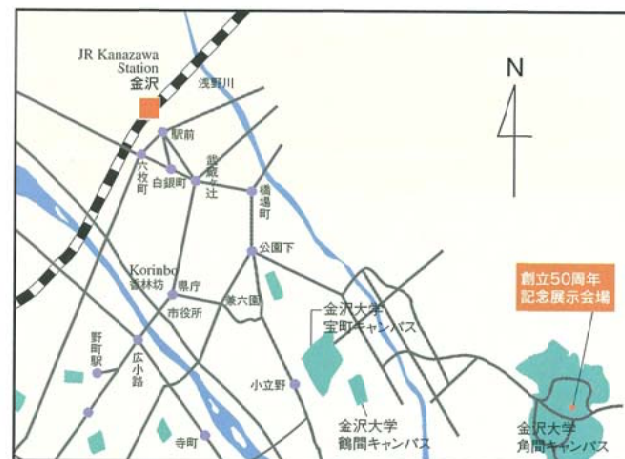 JR Kanazawa
Station
金沢
浅野川
N
駅前
六枚町
白銀町
武蔵ヶ辻
橋場町
公園下
Korinbo
香林坊
県庁
市役所
兼六園
野町駅
広小路
小立野
寺町
金沢大学
宝町キャンパス
金沢大学
鶴間キャンパス
創立50周年
記念展示会場
金沢大学
角間キャンパス